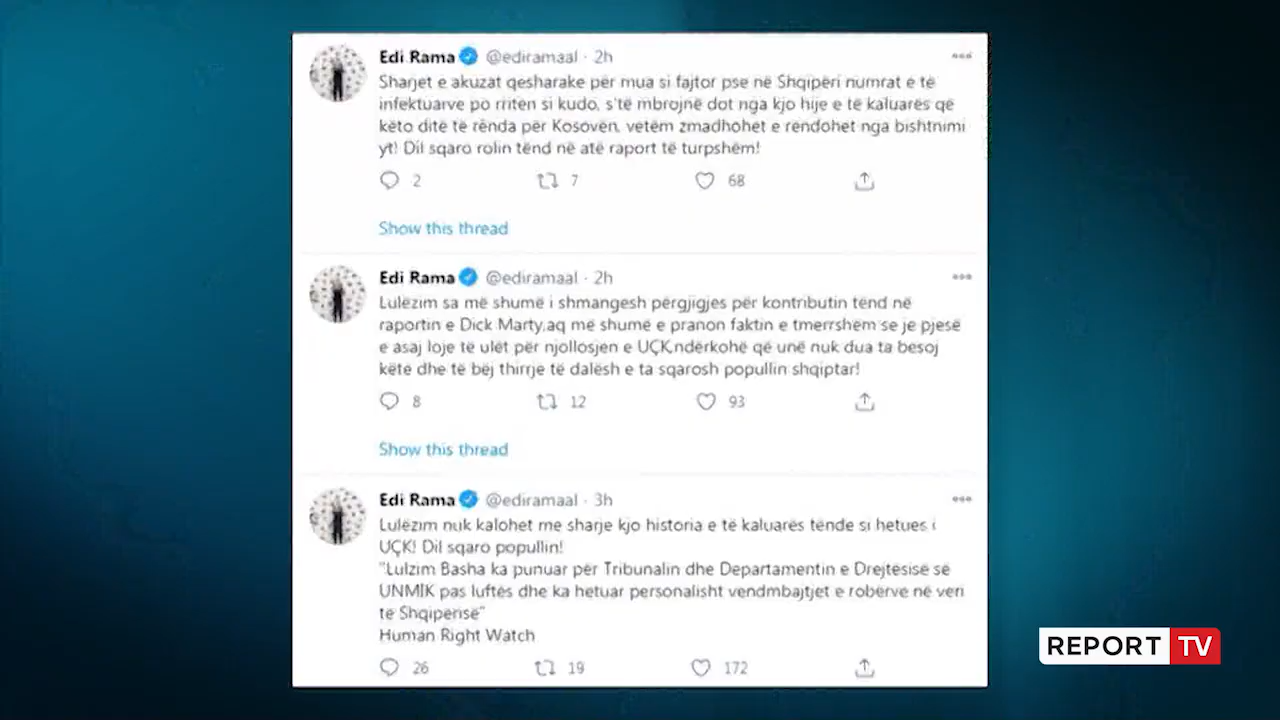 Edi Rama @ediramaal · 2h
Sharjet e akuzat qesharake për mua si fajtor pse në Shqipëri numrat e të
infektuarve po rriten si kudo, s'të mbrojnë dot nga kjo hije e të kaluarës që
këto ditë të rënda për Kosovën, vetëm zmadhohet e rëndohet nga bishtnimi
yt! Dil sqaro rolin tënd në atë raport të turpshëm!
2 7 68
Show this thread
Edi Rama @ediramaal · 2h
Lulëzim sa më shumë i shmangesh përgjigjes për kontributin tënd në
raportin e Dick Marty,aq më shumë e pranon faktin e tmerrshëm se je pjesë
e asaj loje të ulët për njollosjen e UÇK,ndërkohë që unë nuk dua ta besoj
këtë dhe të bëj thirrje të dalësh e ta sqarosh popullin shqiptar!
8 12 93
Show this thread
Edi Rama @ediramaal · 3h
Lulëzim nuk kalohet me sharje kjo historia e të kaluarës tënde si hetues i
UÇK! Dil sqaro popullin!
"Lulzim Basha ka punuar për Tribunalin dhe Departamentin e Drejtësisë së
UNMIK pas luftës dhe ka hetuar personalisht vendmbajtjet e robërve në veri
të Shqipërisë"
Human Right Watch
26 19 172
REPORT TV